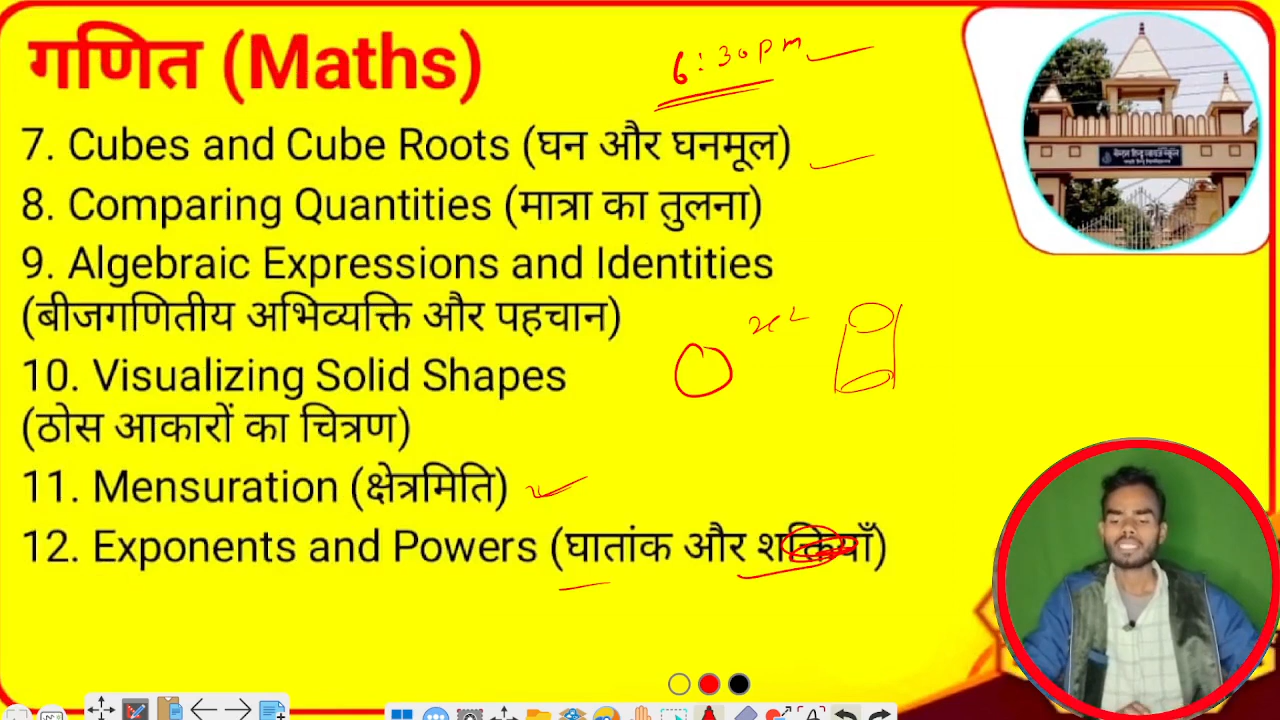 गणित (Maths)
6:30pm
7. Cubes and Cube Roots (घन और घनमूल)
8. Comparing Quantities (मात्रा का तुलना)
9. Algebraic Expressions and Identities
(बीजगणितीय अभिव्यक्ति और पहचान)
10. Visualizing Solid Shapes
(ठोस आकारों का चित्रण)
11. Mensuration (क्षेत्रमिति)
12. Exponents and Powers (घातांक और शक्तियाँ)